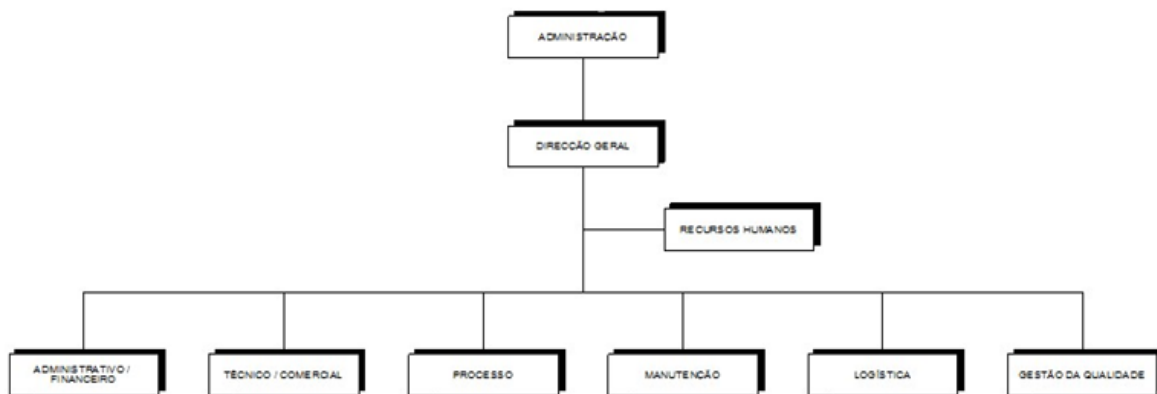 ADMINISTRAÇÃO
DIRECÇÃO GERAL
RECURSOS HUMANOS
ADMINISTRATIVO /
FINANCEIRO
TÉCNICO / COMERCIAL
PROCESSO
MANUTENÇÃO
LOGÍSTICA
GESTÃO DA QUALIDADE